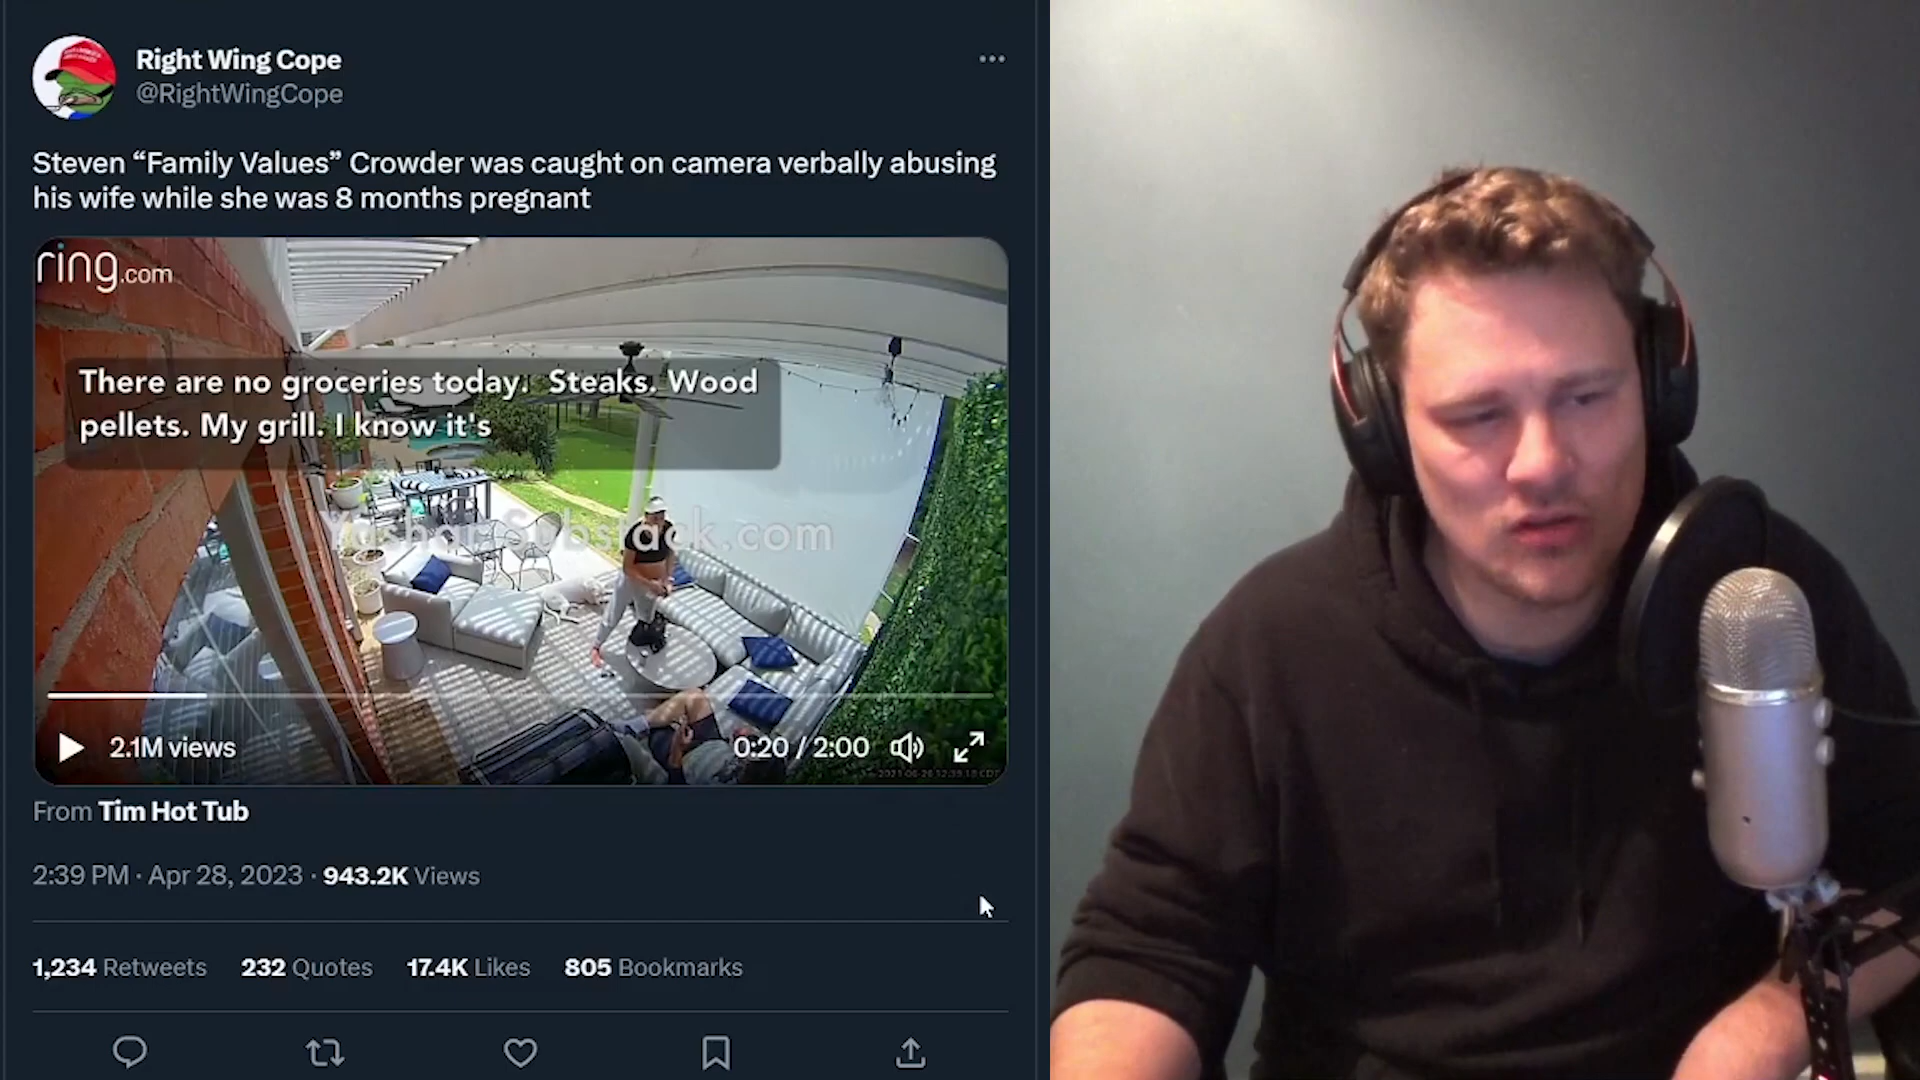 Right Wing Cope
@RightWingCope
Steven “Family Values” Crowder was caught on camera verbally abusing
his wife while she was 8 months pregnant
ring.com
There are no groceries today.  Steaks. Wood
pellets. My grill. I know it's
Yashar.Substack.com
2.1M views
0:20 / 2:00
From Tim Hot Tub
2:39 PM · Apr 28, 2023 · 943.2K Views
1,234 Retweets 232 Quotes 17.4K Likes 805 Bookmarks